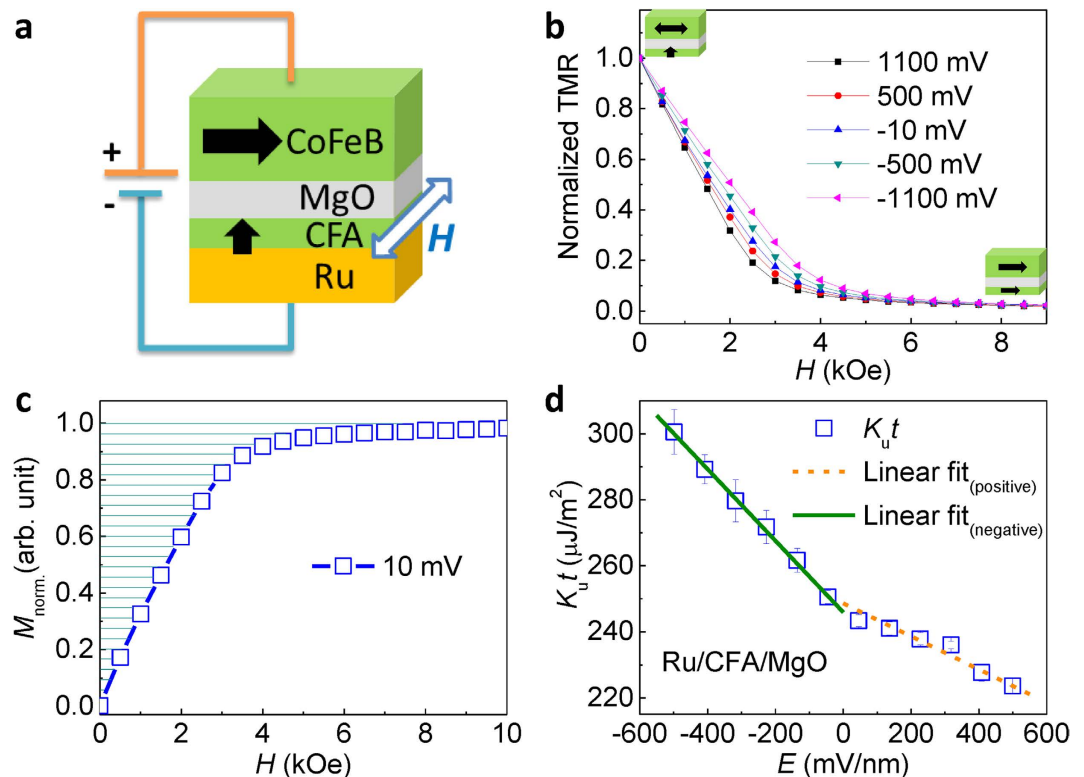 a
+
-
CoFeB
MgO
CFA
Ru
H
b
Normalized TMR
1.0
0.8
0.6
0.4
0.2
0.0
0
2
4
6
8
H (kOe)
1100 mV
500 mV
-10 mV
-500 mV
-1100 mV
c
M norm. (arb. unit)
1.0
0.8
0.6
0.4
0.2
0.0
0
2
4
6
8
10
H (kOe)
10 mV
d
Kut (μJ/m²)
300
280
260
240
220
-600
-400
-200
0
200
400
600
E (mV/nm)
Kut
Linear fit(positive)
Linear fit(negative)
Ru/CFA/MgO